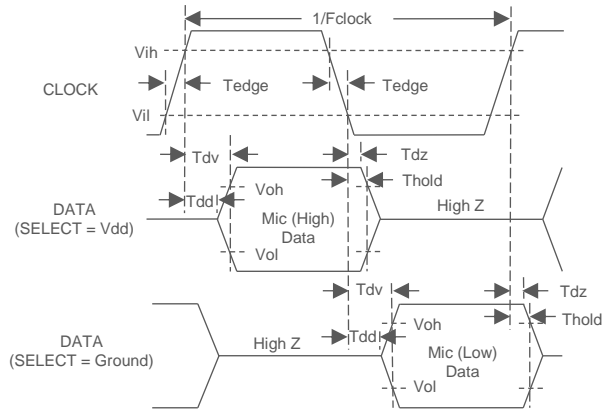 1/Fclock
Vih
CLOCK
Tedge
Tedge
Vil
Tdv
Tdz
Tdd
Voh
Thold
DATA
(SELECT = Vdd)
Mic (High)
Data
High Z
Vol
Tdv
Tdz
Thold
DATA
(SELECT = Ground)
High Z
Tdd
Voh
Mic (Low)
Data
Vol